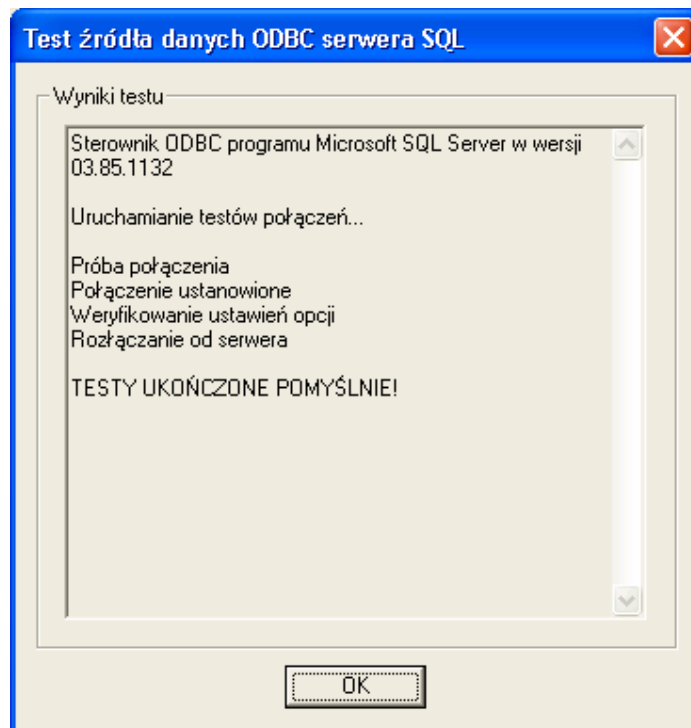 Test źródła danych ODBC serwera SQL
Wyniki testu
Sterownik ODBC programu Microsoft SQL Server w wersji
03.85.1132
Uruchamianie testów połączeń...
Próba połączenia
Połączenie ustanowione
Weryfikowanie ustawień opcji
Rozłączanie od serwera
TESTY UKOŃCZONE POMYŚLNIE!
OK